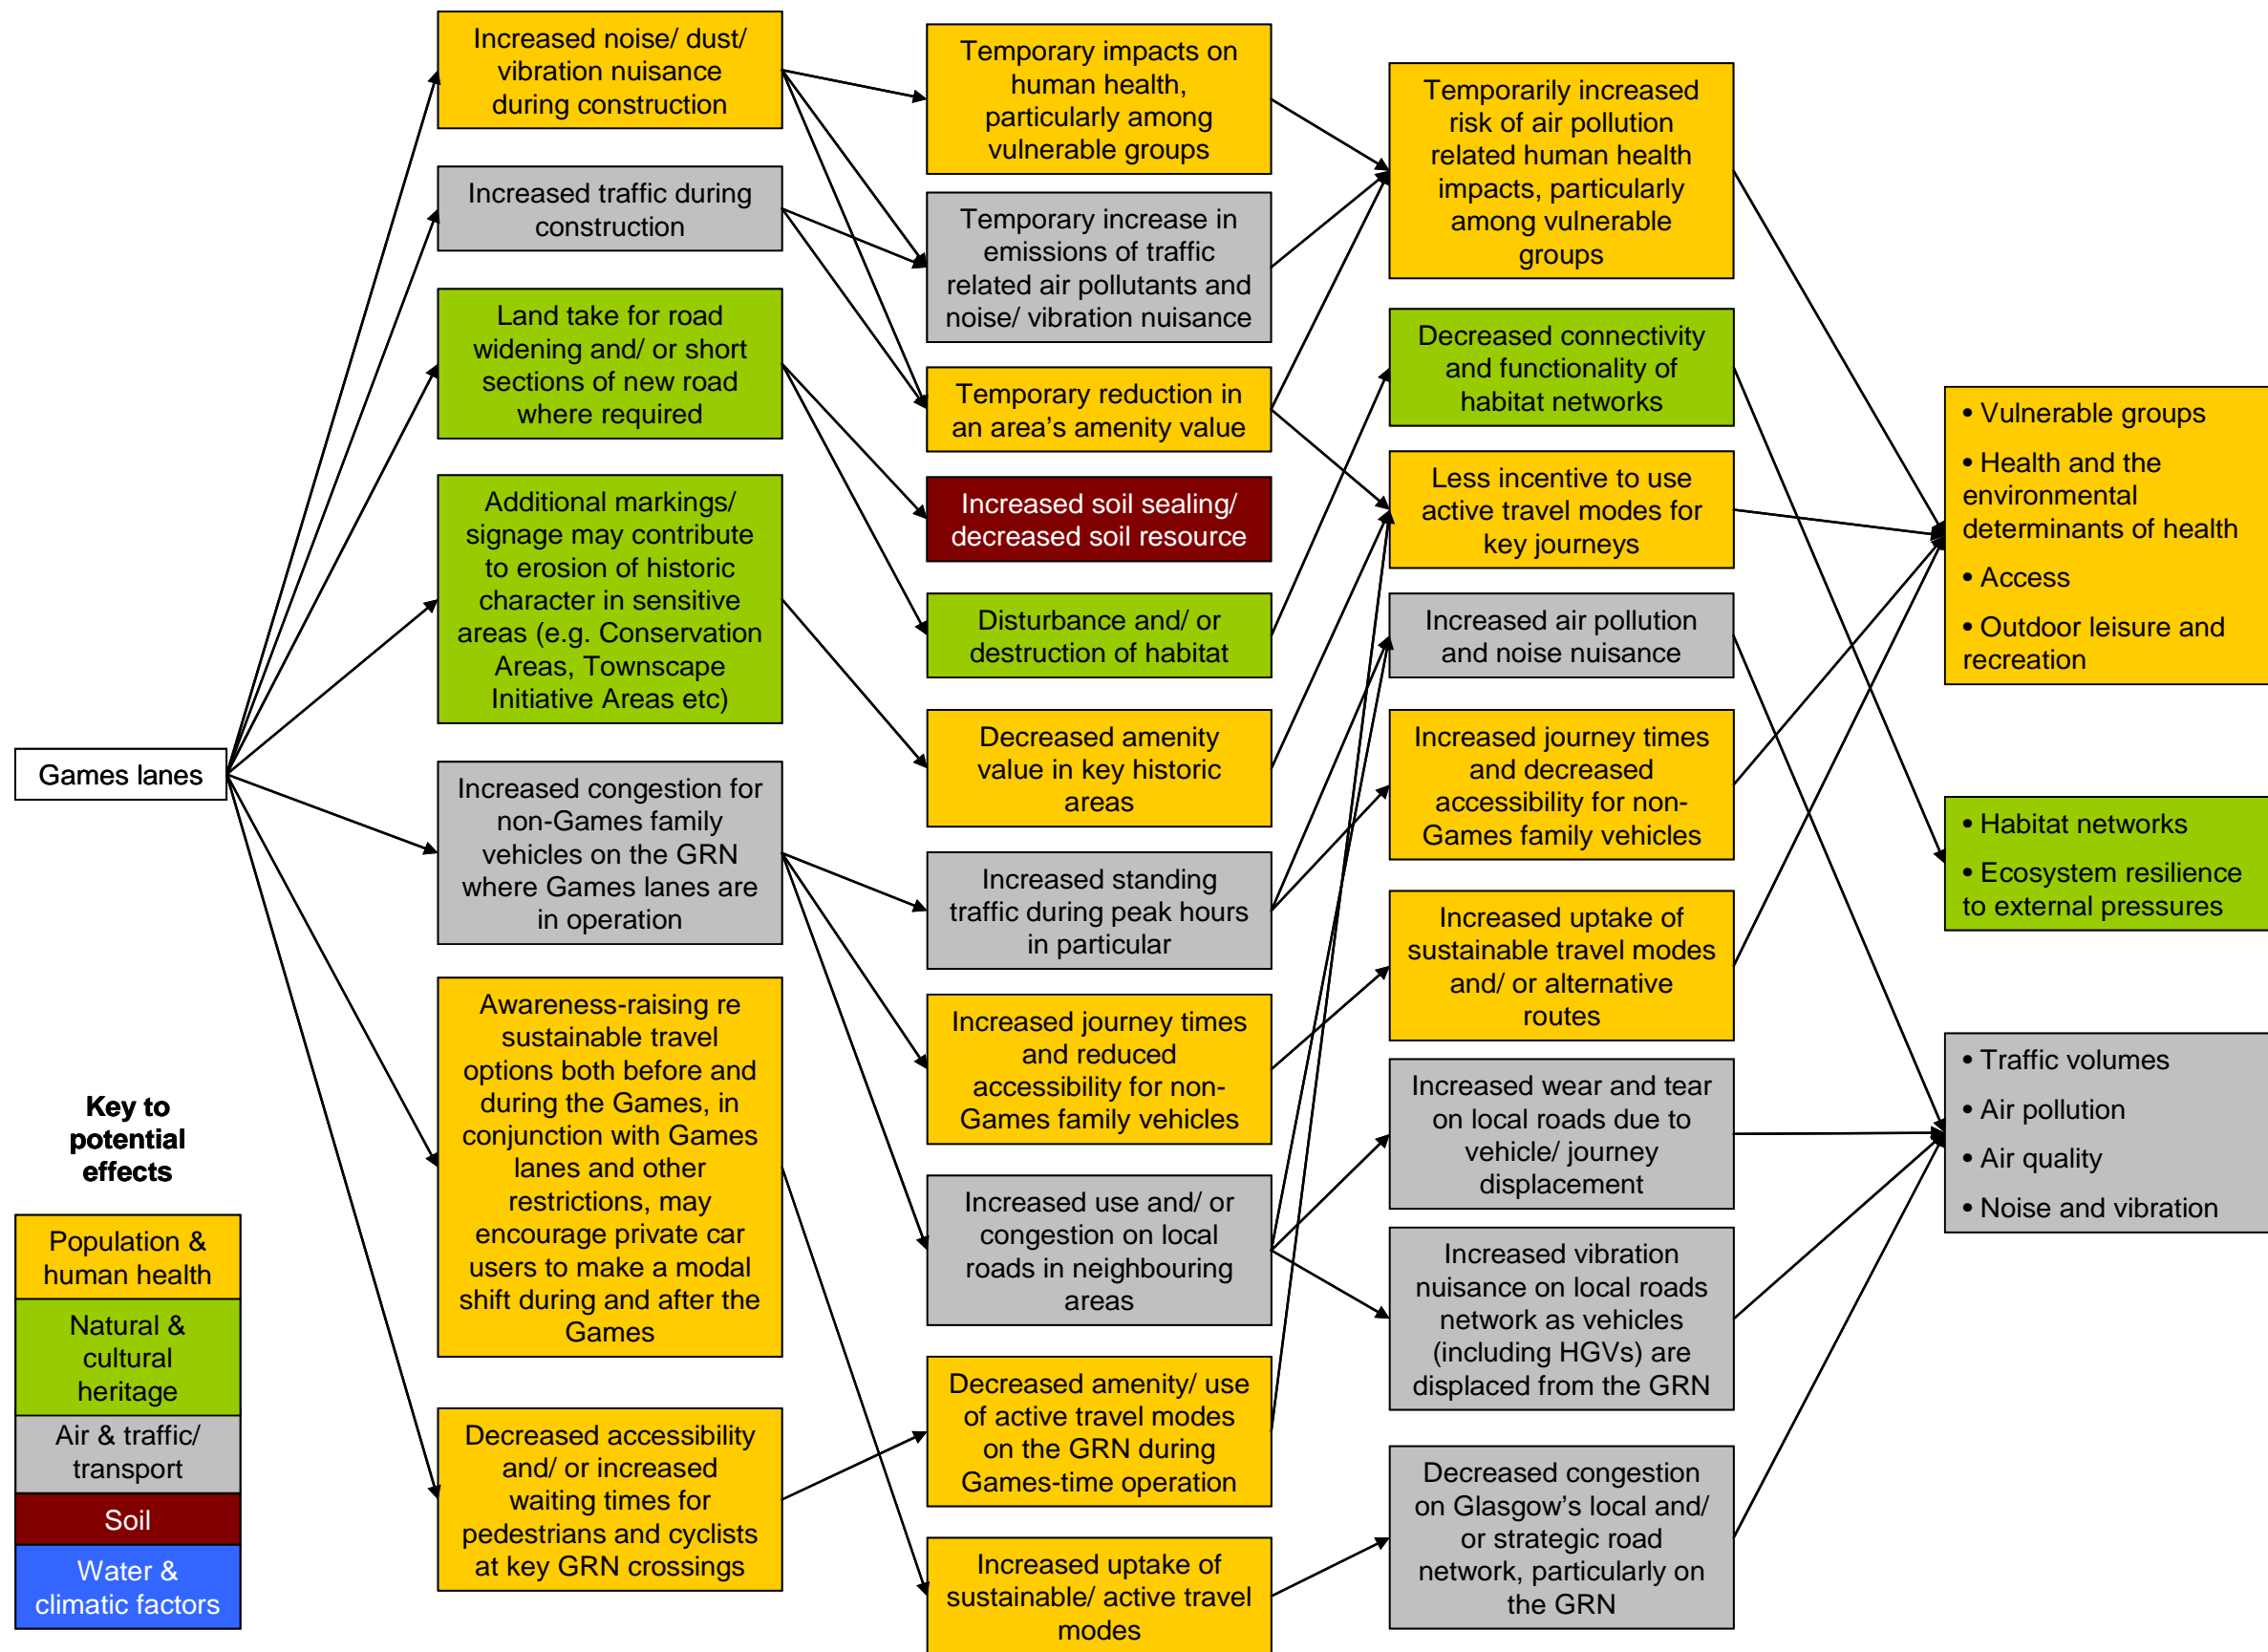 Games lanes
Key to
potential
effects
Population &
human health
Natural &
cultural
heritage
Air & traffic/
transport
Soil
Water &
climatic factors
Increased noise/ dust/
vibration nuisance
during construction
Increased traffic during
construction
Land take for road
widening and/ or short
sections of new road
where required
Additional markings/
signage may contribute
to erosion of historic
character in sensitive
areas (e.g. Conservation
Areas, Townscape
Initiative Areas etc)
Increased congestion for
non-Games family
vehicles on the GRN
where Games lanes are
in operation
Awareness-raising re
sustainable travel
options both before and
during the Games, in
conjunction with Games
lanes and other
restrictions, may
encourage private car
users to make a modal
shift during and after the
Games
Decreased accessibility
and/ or increased
waiting times for
pedestrians and cyclists
at key GRN crossings
Temporary impacts on
human health,
particularly among
vulnerable groups
Temporary increase in
emissions of traffic
related air pollutants and
noise/ vibration nuisance
Temporary reduction in
an area’s amenity value
Increased soil sealing/
decreased soil resource
Disturbance and/ or
destruction of habitat
Decreased amenity
value in key historic
areas
Increased standing
traffic during peak hours
in particular
Increased journey times
and reduced
accessibility for non-
Games family vehicles
Increased use and/ or
congestion on local
roads in neighbouring
areas
Decreased amenity/ use
of active travel modes
on the GRN during
Games-time operation
Increased uptake of
sustainable/ active travel
modes
Temporarily increased
risk of air pollution
related human health
impacts, particularly
among vulnerable
groups
Decreased connectivity
and functionality of
habitat networks
Less incentive to use
active travel modes for
key journeys
Increased air pollution
and noise nuisance
Increased journey times
and decreased
accessibility for non-
Games family vehicles
Increased uptake of
sustainable travel modes
and/ or alternative
routes
Increased wear and tear
on local roads due to
vehicle/ journey
displacement
Increased vibration
nuisance on local roads
network as vehicles
(including HGVs) are
displaced from the GRN
Decreased congestion
on Glasgow’s local and/
or strategic road
network, particularly on
the GRN
• Vulnerable groups
• Health and the
environmental
determinants of health
• Access
• Outdoor leisure and
recreation
• Habitat networks
• Ecosystem resilience
to external pressures
• Traffic volumes
• Air pollution
• Air quality
• Noise and vibration